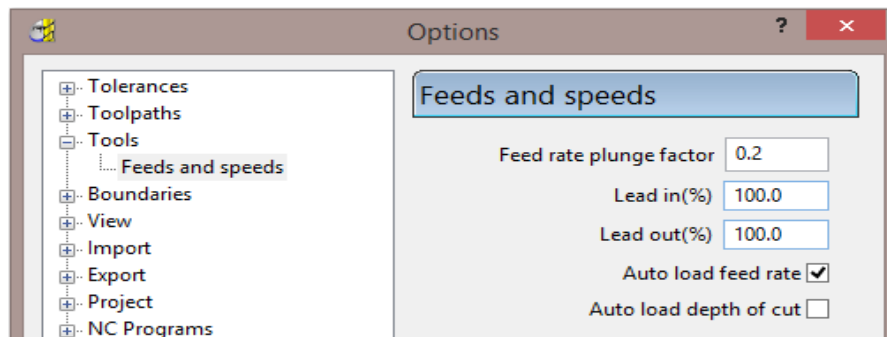 Options
?
×
Tolerances
Toolpaths
Tools
Feeds and speeds
Boundaries
View
Import
Export
Project
NC Programs
Feeds and speeds
Feed rate plunge factor 0.2
Lead in(%) 100.0
Lead out(%) 100.0
Auto load feed rate
Auto load depth of cut